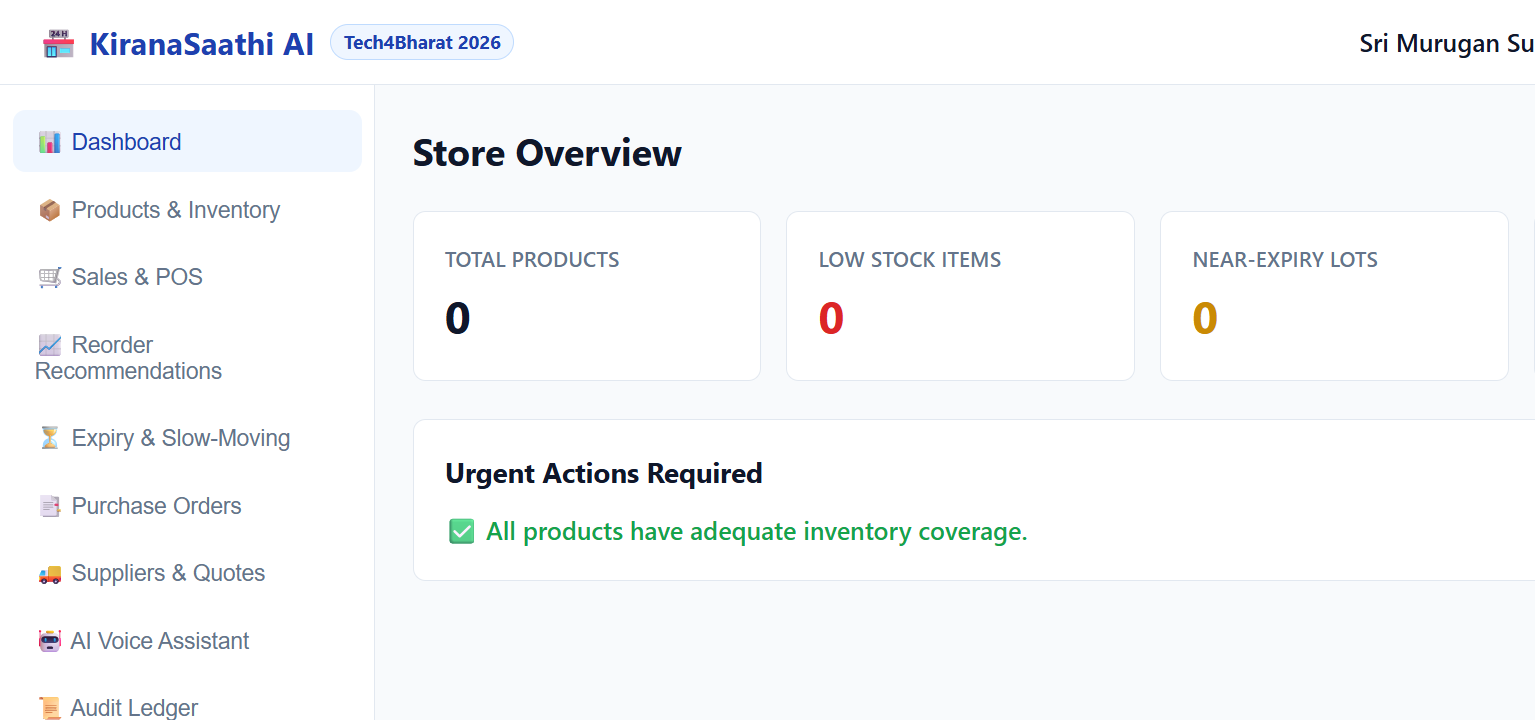 KiranaSaathi AI
Tech4Bharat 2026
Sri Murugan Su
Dashboard
Products & Inventory
Sales & POS
Reorder
Recommendations
Expiry & Slow-Moving
Purchase Orders
Suppliers & Quotes
AI Voice Assistant
Audit Ledger
Store Overview
TOTAL PRODUCTS
0
LOW STOCK ITEMS
0
NEAR-EXPIRY LOTS
0
Urgent Actions Required
All products have adequate inventory coverage.